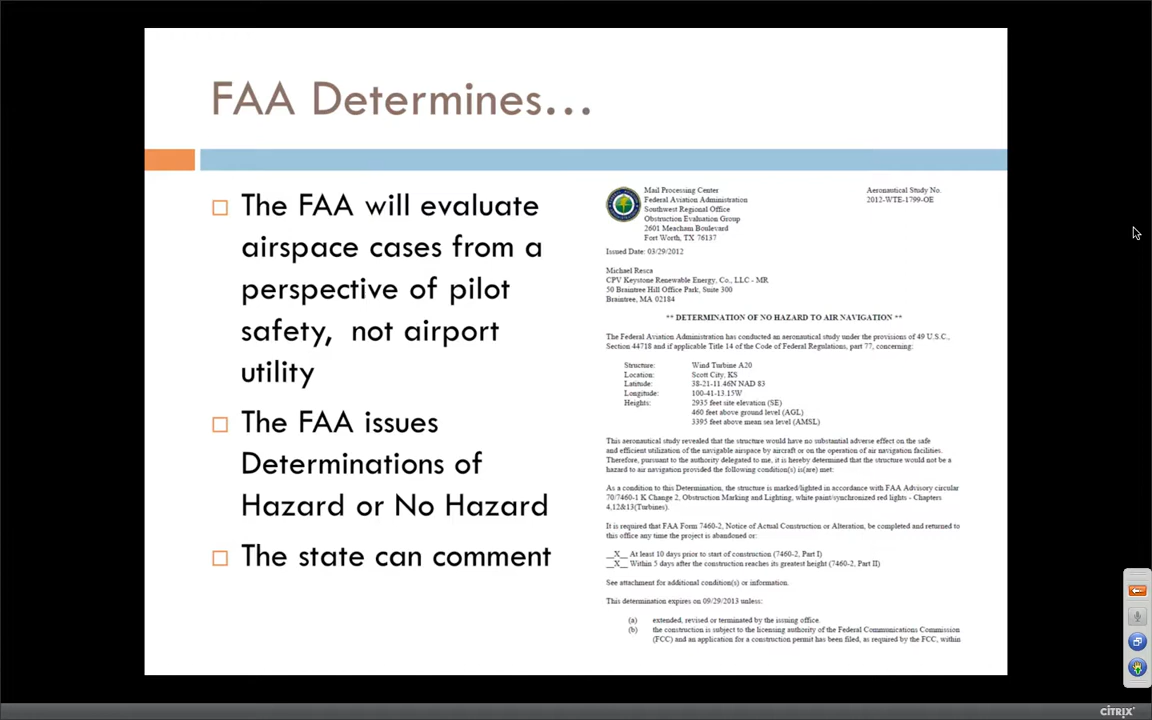 FAA Determines…
The FAA will evaluate
airspace cases from a
perspective of pilot
safety,  not airport
utility
The FAA issues
Determinations of
Hazard or No Hazard
The state can comment
Mail Processing Center
Federal Aviation Administration
Southwest Regional Office
Obstruction Evaluation Group
2601 Meacham Boulevard
Fort Worth, TX 76137
Aeronautical Study No.
2012-WTE-1799-OE
Issued Date: 03/29/2012
Michael Resca
CPV Keystone Renewable Energy, Co., LLC - MR
50 Braintree Hill Office Park, Suite 300
Braintree, MA 02184
** DETERMINATION OF NO HAZARD TO AIR NAVIGATION **
The Federal Aviation Administration has conducted an aeronautical study under the provisions of 49 U.S.C.,
Section 44718 and if applicable Title 14 of the Code of Federal Regulations, part 77, concerning:
Structure: Wind Turbine A20
Location: Scott City, KS
Latitude: 38-21-11.46N NAD 83
Longitude: 100-41-13.15W
Heights: 2935 feet site elevation (SE)
460 feet above ground level (AGL)
3395 feet above mean sea level (AMSL)
This aeronautical study revealed that the structure would have no substantial adverse effect on the safe
and efficient utilization of the navigable airspace by aircraft or on the operation of air navigation facilities.
Therefore, pursuant to the authority delegated to me, it is hereby determined that the structure would not be a
hazard to air navigation provided the following condition(s) is(are) met:
As a condition to this Determination, the structure is marked/lighted in accordance with FAA Advisory circular
70/7460-1 K Change 2, Obstruction Marking and Lighting, white paint/synchronized red lights - Chapters
4,12&13(Turbines).
It is required that FAA Form 7460-2, Notice of Actual Construction or Alteration, be completed and returned to
this office any time the project is abandoned or:
__X__ At least 10 days prior to start of construction (7460-2, Part I)
__X__ Within 5 days after the construction reaches its greatest height (7460-2, Part II)
See attachment for additional condition(s) or information.
This determination expires on 09/29/2013 unless:
(a) extended, revised or terminated by the issuing office.
(b) the construction is subject to the licensing authority of the Federal Communications Commission
(FCC) and an application for a construction permit has been filed, as required by the FCC, within
CITRIX